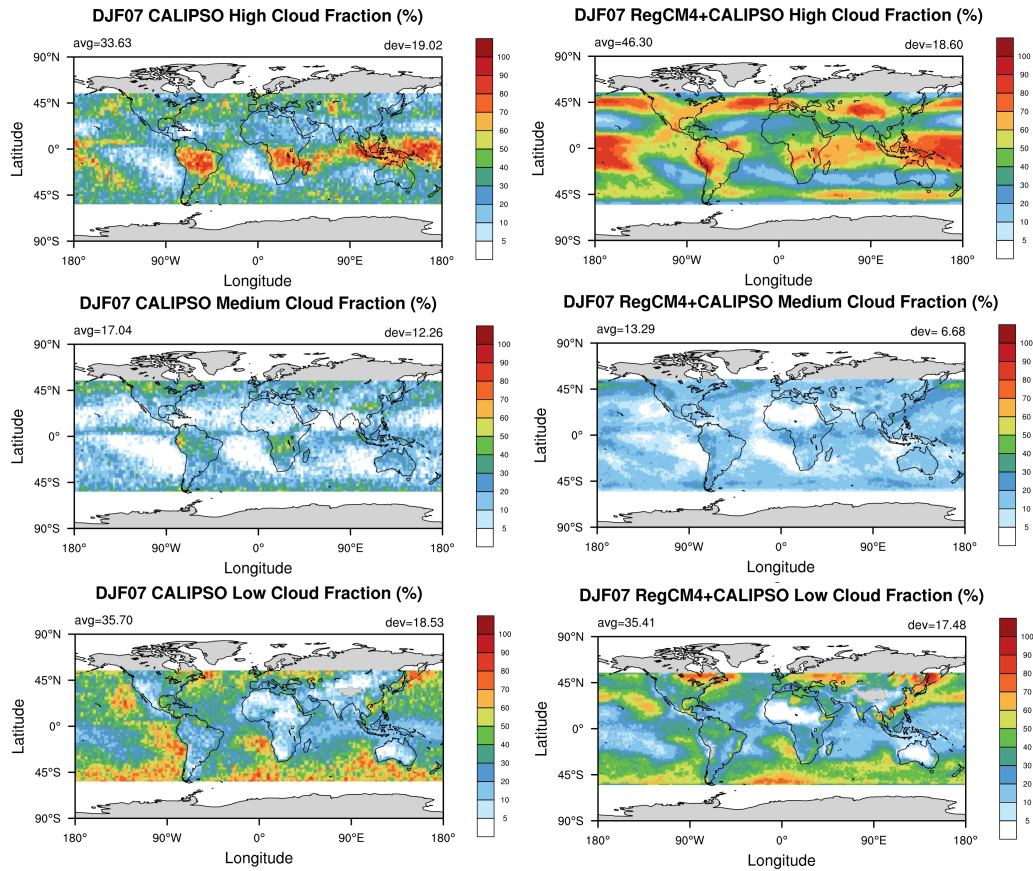 DJF07 CALIPSO High Cloud Fraction (%)
avg=33.63 dev=19.02
90°N
45°N
0°
45°S
90°S
Latitude
180° 90°W 0° 90°E 180°
Longitude
100
90
80
70
60
50
40
30
20
10
5
DJF07 RegCM4+CALIPSO High Cloud Fraction (%)
avg=46.30 dev=18.60
90°N
45°N
0°
45°S
90°S
Latitude
180° 90°W 0° 90°E 180°
Longitude
100
90
80
70
60
50
40
30
20
10
5
DJF07 CALIPSO Medium Cloud Fraction (%)
avg=17.04 dev=12.26
90°N
45°N
0°
45°S
90°S
Latitude
180° 90°W 0° 90°E 180°
Longitude
100
90
80
70
60
50
40
30
20
10
5
DJF07 RegCM4+CALIPSO Medium Cloud Fraction (%)
avg=13.29 dev= 6.68
90°N
45°N
0°
45°S
90°S
Latitude
180° 90°W 0° 90°E 180°
Longitude
100
90
80
70
60
50
40
30
20
10
5
DJF07 CALIPSO Low Cloud Fraction (%)
avg=35.70 dev=18.53
90°N
45°N
0°
45°S
90°S
Latitude
180° 90°W 0° 90°E 180°
Longitude
100
90
80
70
60
50
40
30
20
10
5
DJF07 RegCM4+CALIPSO Low Cloud Fraction (%)
avg=35.41 dev=17.48
90°N
45°N
0°
45°S
90°S
Latitude
180° 90°W 0° 90°E 180°
Longitude
100
90
80
70
60
50
40
30
20
10
5